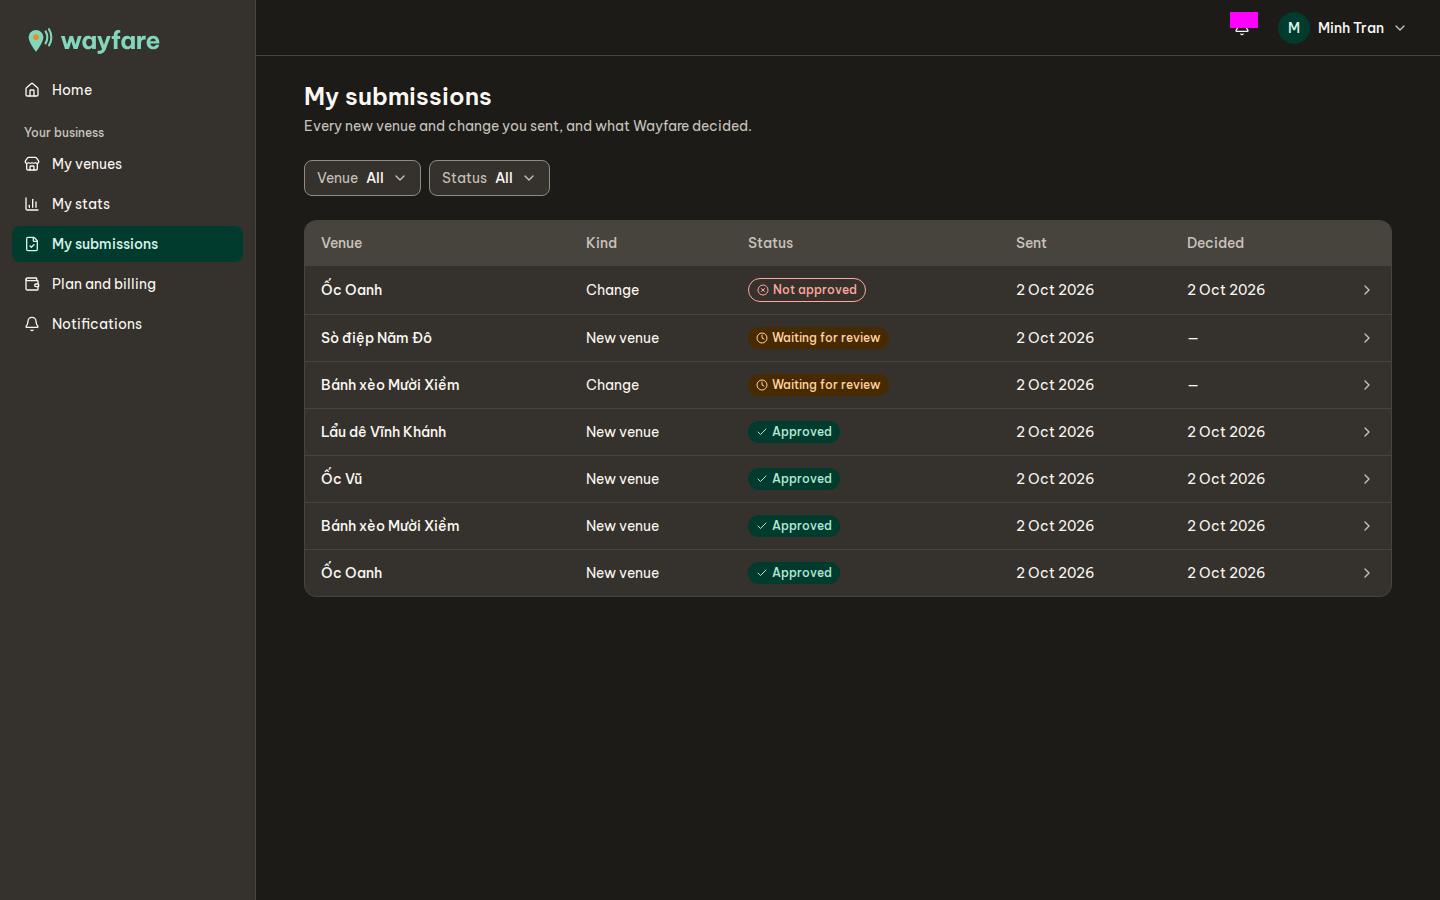 wayfare
M
Minh Tran
Home
Your business
My venues
My stats
My submissions
Plan and billing
Notifications
My submissions
Every new venue and change you sent, and what Wayfare decided.
Venue All
Status All
Venue Kind Status Sent Decided
Ốc Oanh Change Not approved 2 Oct 2026 2 Oct 2026
Sò điệp Năm Đô New venue Waiting for review 2 Oct 2026 –
Bánh xèo Mười Xiềm Change Waiting for review 2 Oct 2026 –
Lẩu dê Vĩnh Khánh New venue Approved 2 Oct 2026 2 Oct 2026
Ốc Vũ New venue Approved 2 Oct 2026 2 Oct 2026
Bánh xèo Mười Xiềm New venue Approved 2 Oct 2026 2 Oct 2026
Ốc Oanh New venue Approved 2 Oct 2026 2 Oct 2026